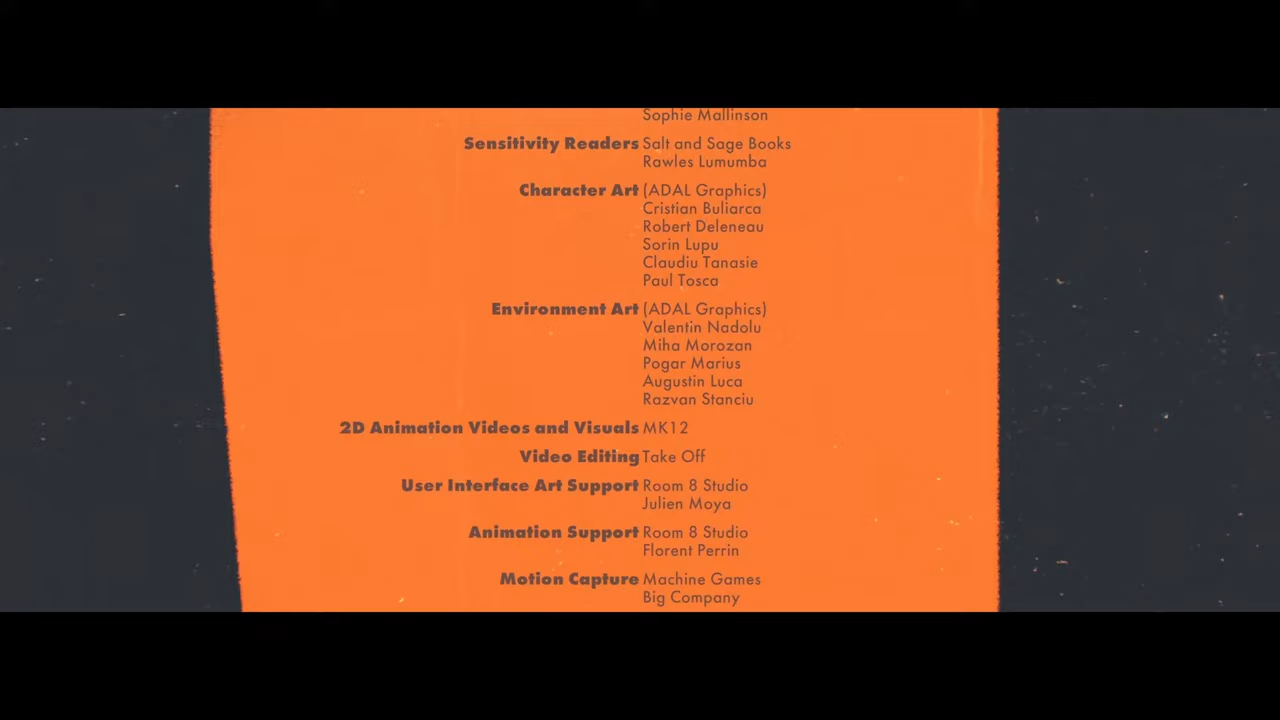 Sophie Mallinson
Sensitivity Readers Salt and Sage Books
Rawles Lumumba
Character Art (ADAL Graphics)
Cristian Buliarca
Robert Deleneau
Sorin Lupu
Claudiu Tanasie
Paul Tosca
Environment Art (ADAL Graphics)
Valentin Nadolu
Miha Morozan
Pogar Marius
Augustin Luca
Razvan Stanciu
2D Animation Videos and Visuals MK12
Video Editing Take Off
User Interface Art Support Room 8 Studio
Julien Moya
Animation Support Room 8 Studio
Florent Perrin
Motion Capture Machine Games
Big Company